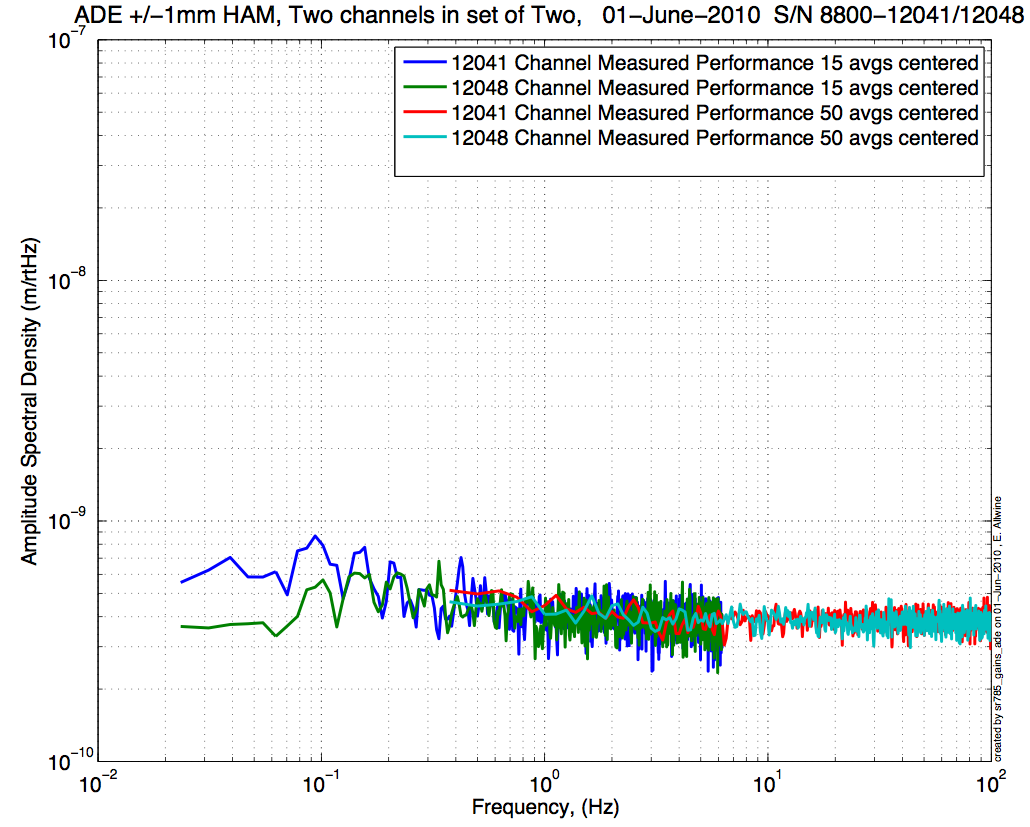 ADE +/−1mm HAM, Two channels in set of Two,   01−June−2010  S/N 8800−12041/12048
12041 Channel Measured Performance 15 avgs centered
12048 Channel Measured Performance 15 avgs centered
12041 Channel Measured Performance 50 avgs centered
12048 Channel Measured Performance 50 avgs centered
10^−7
10^−8
10^−9
10^−10
Amplitude Spectral Density (m/rtHz)
10^−2
10^−1
10^0
10^1
10^2
Frequency, (Hz)
created by sr785_gains_ade on 01−Jun−2010 , E. Allwine